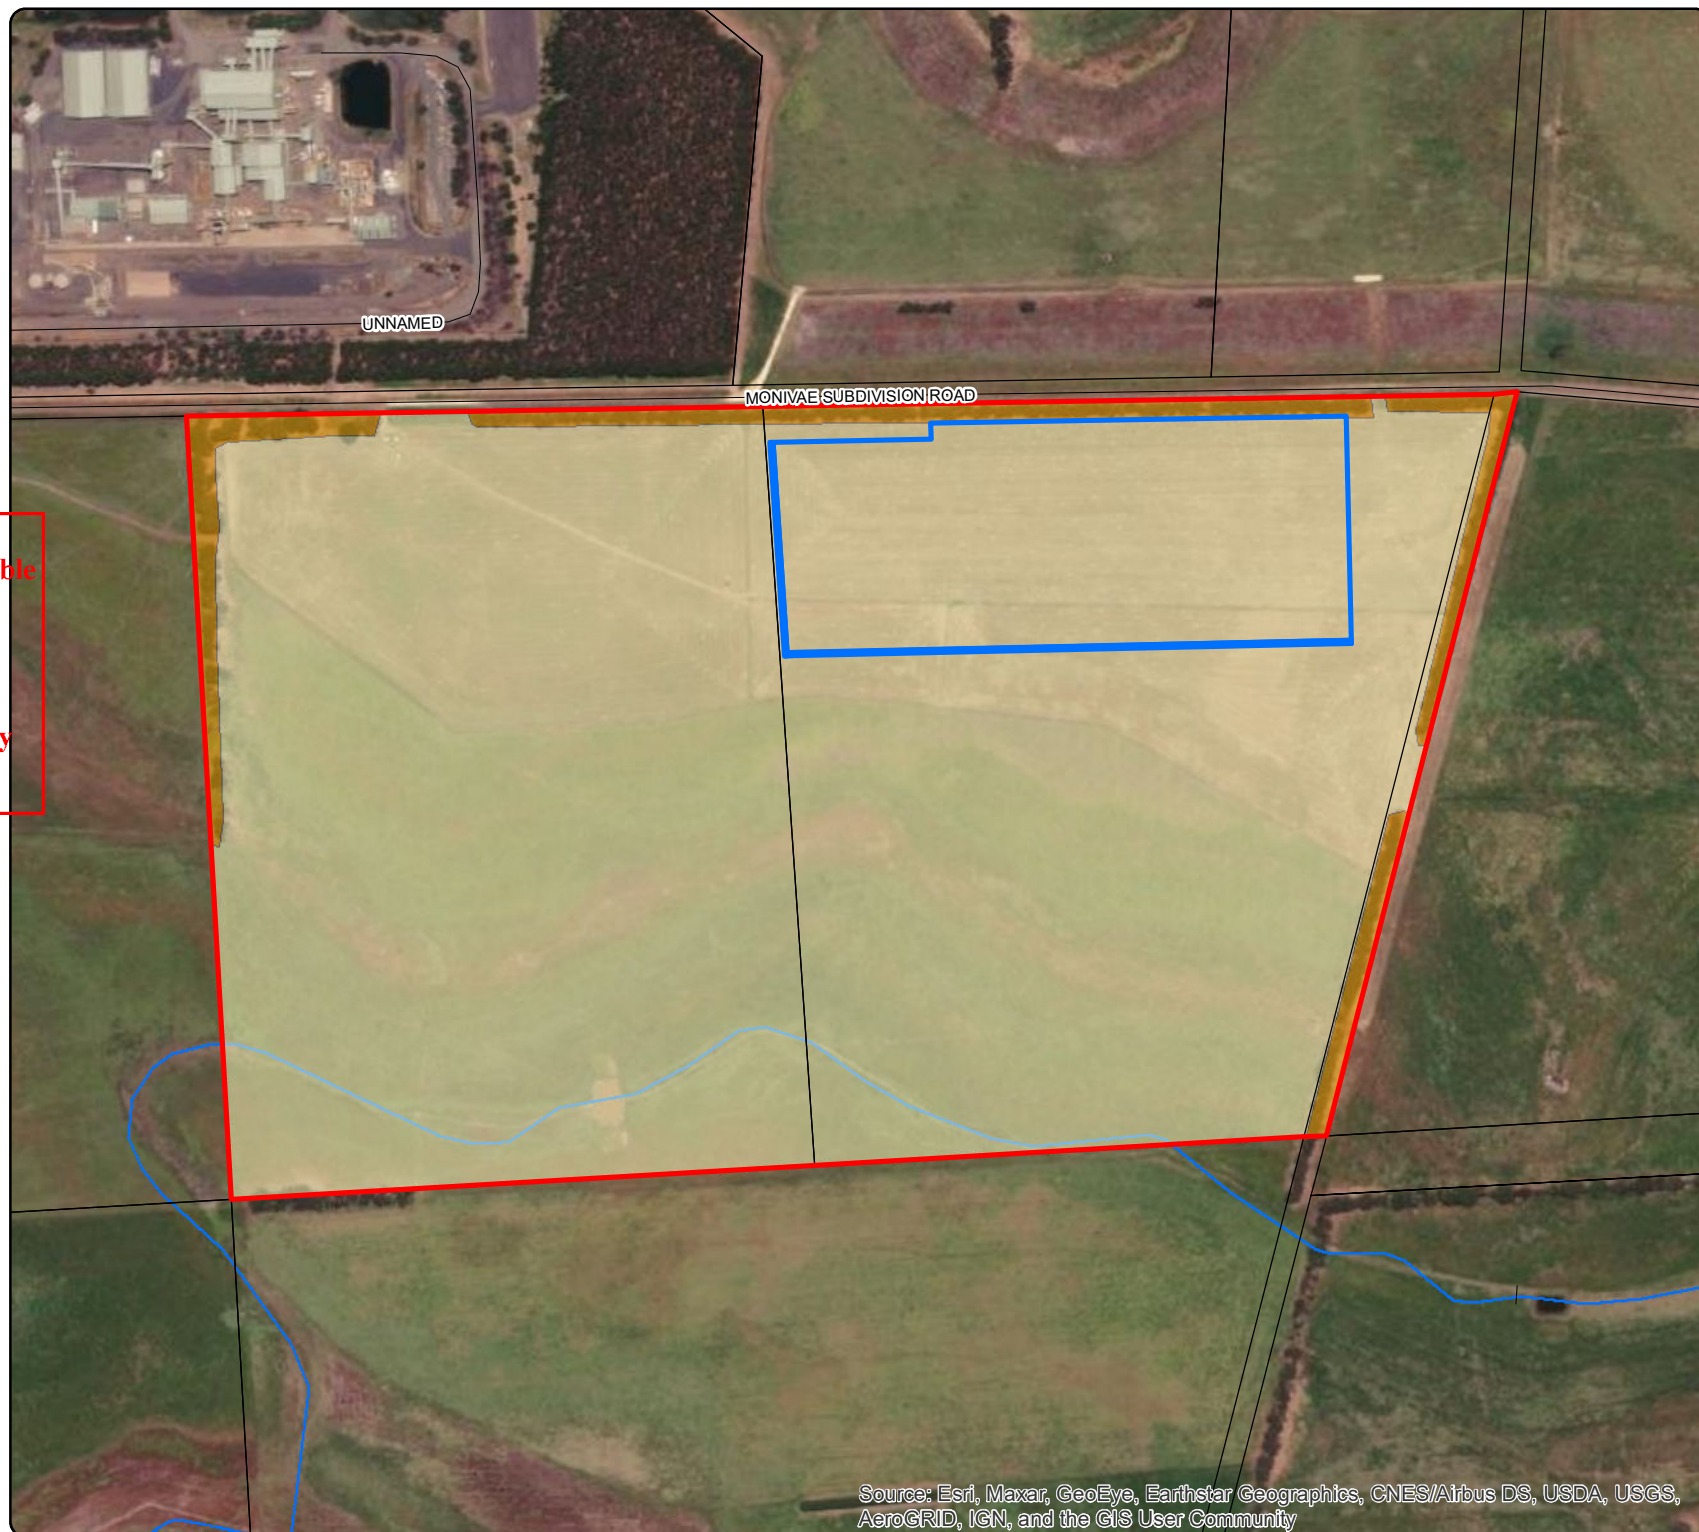 UNNAMED
MONIVAE SUBDIVISION ROAD
ble
y
Source: Esri, Maxar, GeoEye, Earthstar Geographics, CNES/Airbus DS, USDA, USGS,
AeroGRID, IGN, and the GIS User Community